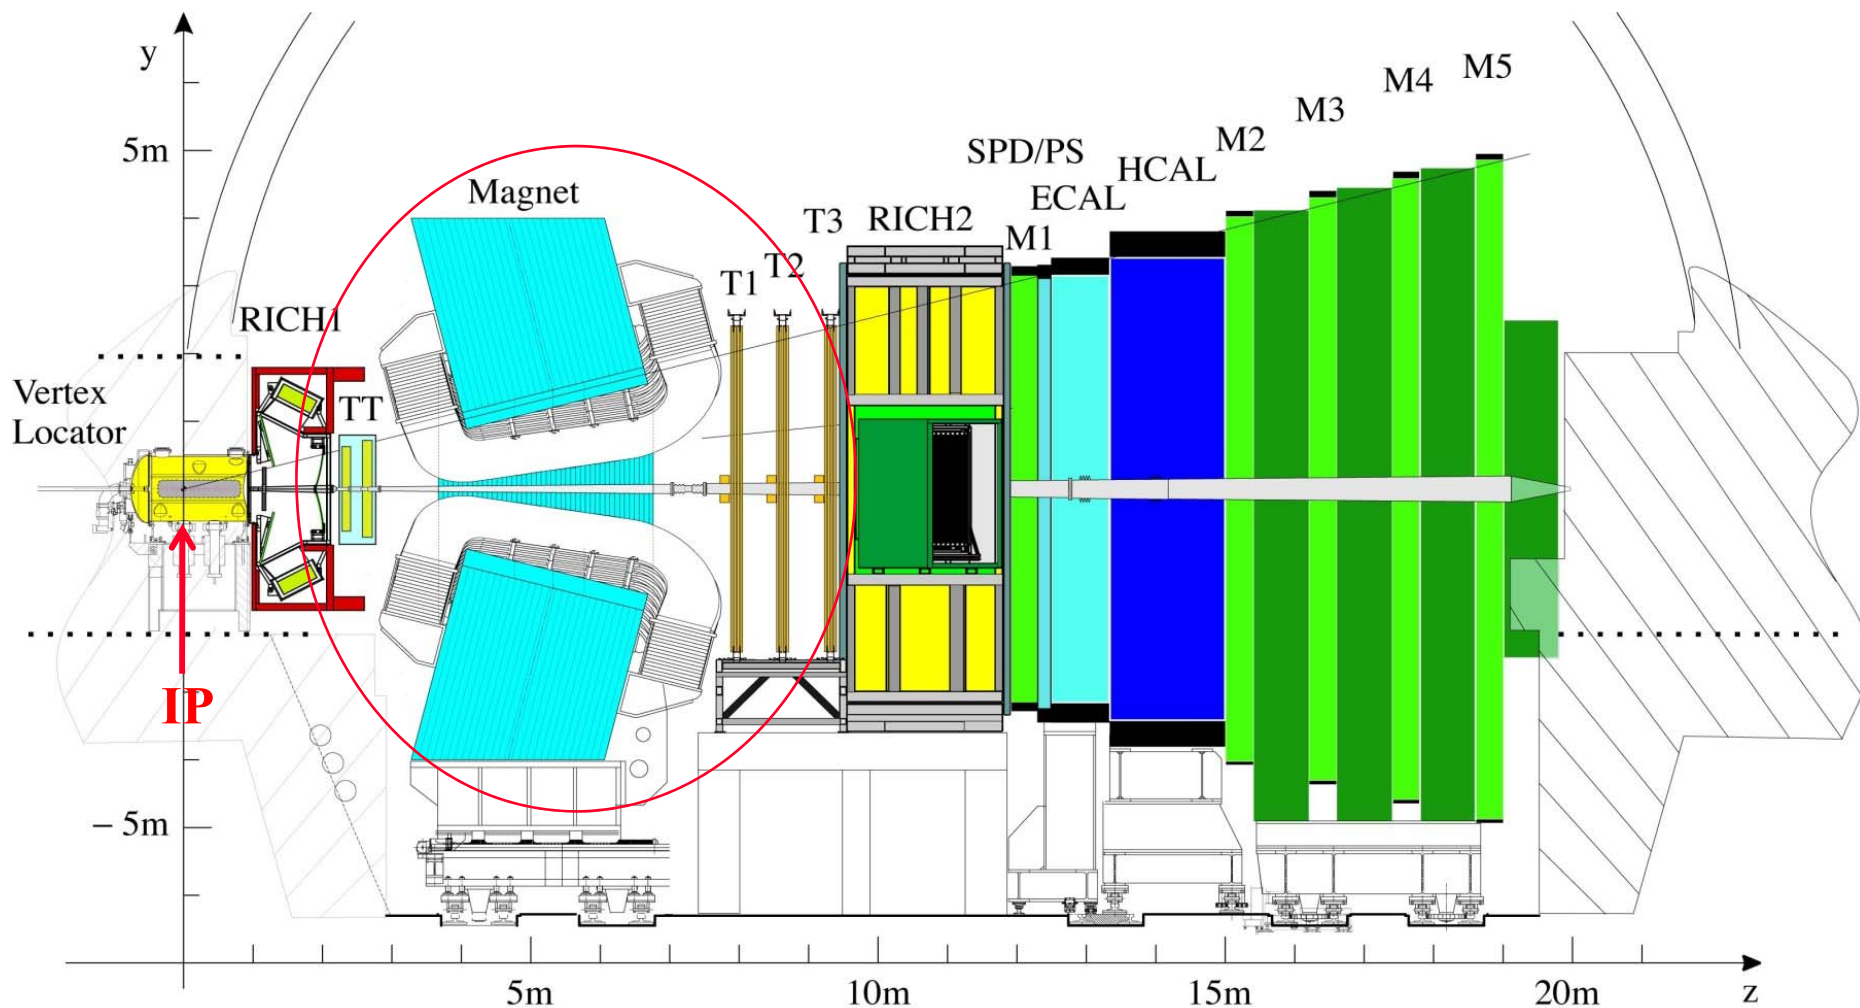 y
5m
Magnet
RICH1
Vertex
Locator
TT
T1
T2
T3
RICH2
M1
SPD/PS
ECAL
HCAL
M2
M3
M4
M5
IP
− 5m
5m
10m
15m
20m
z